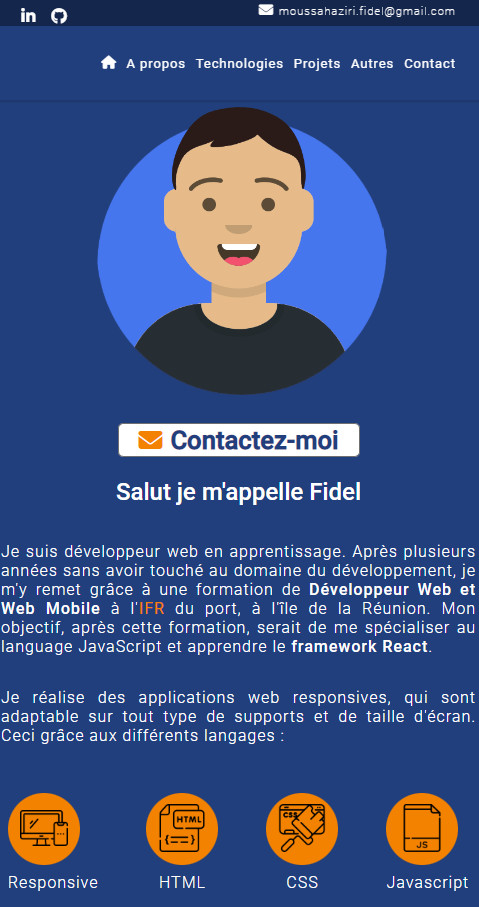 moussahaziri.fidel@gmail.com
A propos Technologies Projets Autres Contact
Contactez-moi
Salut je m'appelle Fidel
Je suis développeur web en apprentissage. Après plusieurs
années sans avoir touché au domaine du développement, je
m'y remet grâce à une formation de Développeur Web et
Web Mobile à l'IFR du port, à l'île de la Réunion. Mon
objectif, après cette formation, serait de me spécialiser au
language JavaScript et apprendre le framework React.
Je réalise des applications web responsives, qui sont
adaptable sur tout type de supports et de taille d'écran.
Ceci grâce aux différents langages :
HTML CSS JS
Responsive HTML CSS Javascript